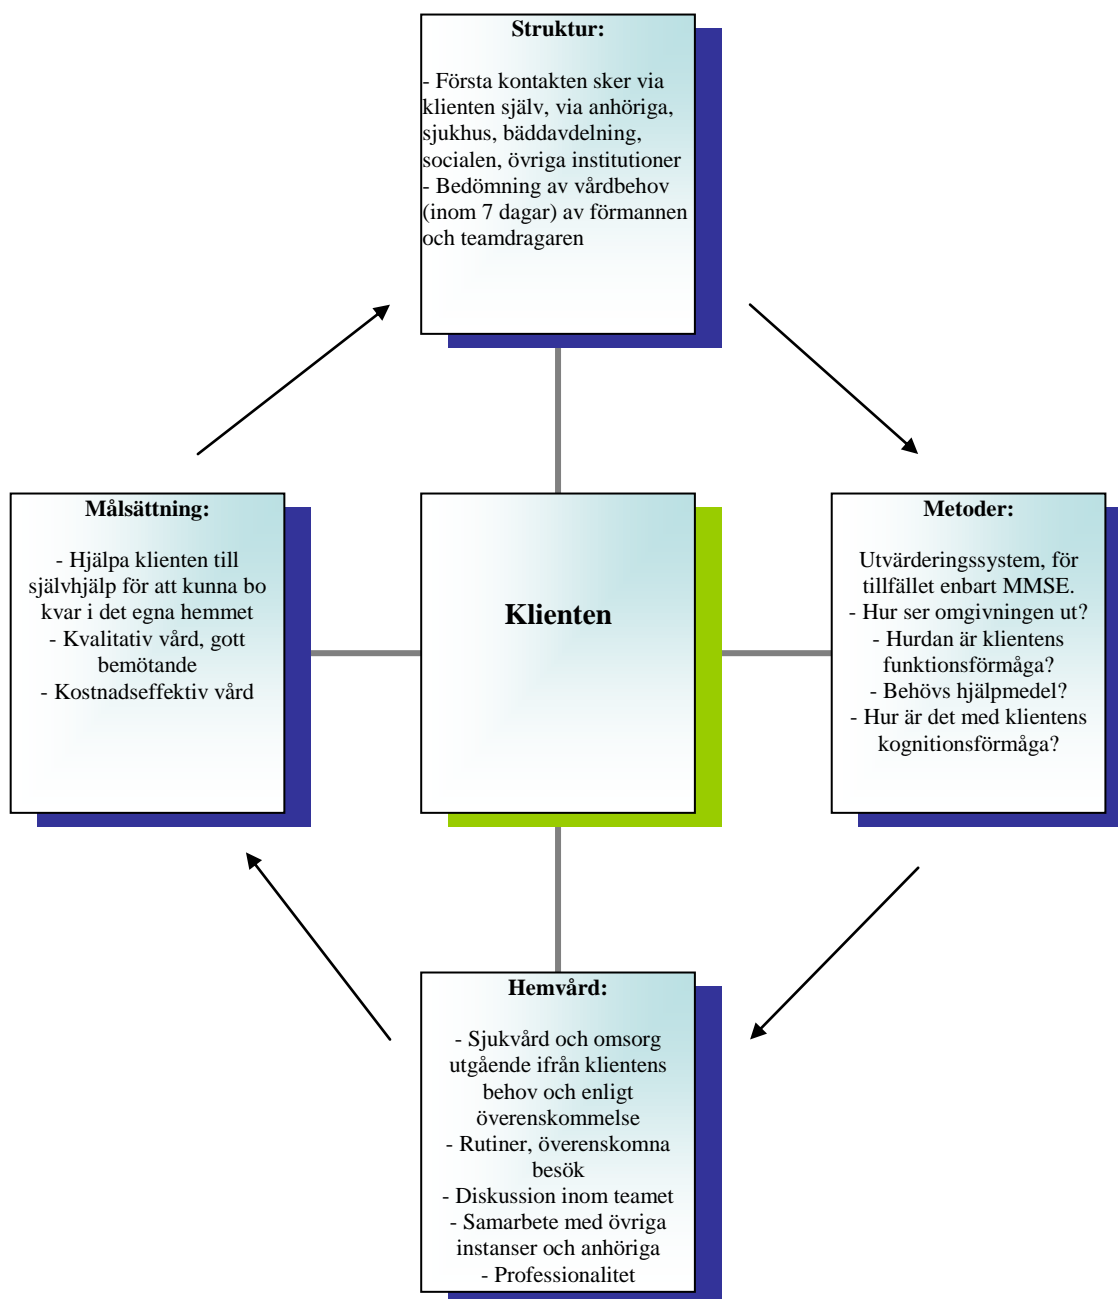 Struktur:
- Första kontakten sker via
klienten själv, via anhöriga,
sjukhus, bäddavdelning,
socialen, övriga institutioner
- Bedömning av vårdbehov
(inom 7 dagar) av förmannen
och teamdragaren
Målsättning:
- Hjälpa klienten till
självhjälp för att kunna bo
kvar i det egna hemmet
- Kvalitativ vård, gott
bemötande
- Kostnadseffektiv vård
Klienten
Metoder:
Utvärderingssystem, för
tillfället enbart MMSE.
- Hur ser omgivningen ut?
- Hurdan är klientens
funktionsförmåga?
- Behövs hjälpmedel?
- Hur är det med klientens
kognitionsförmåga?
Hemvård:
- Sjukvård och omsorg
utgående ifrån klientens
behov och enligt
överenskommelse
- Rutiner, överenskomna
besök
- Diskussion inom teamet
- Samarbete med övriga
instanser och anhöriga
- Professionalitet